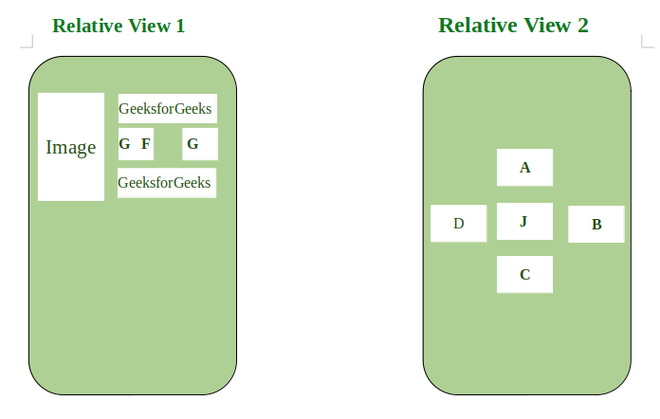 Relative View 1
Relative View 2
Image
GeeksforGeeks
G F
G
GeeksforGeeks
A
D
J
B
C